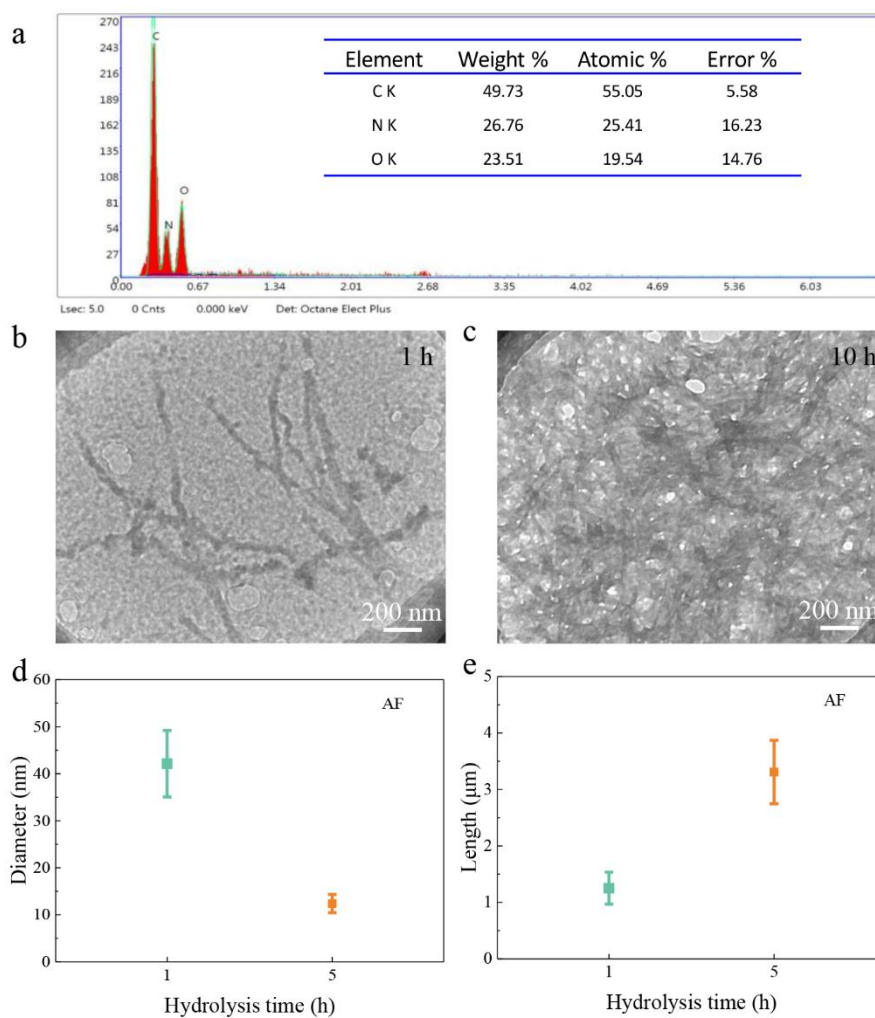 a
270
243
216
189
162
135
108
81
54
27
0
C
N
O
Element Weight % Atomic % Error %
C K 49.73 55.05 5.58
N K 26.76 25.41 16.23
O K 23.51 19.54 14.76
0.00 0.67 1.34 2.01 2.68 3.35 4.02 4.69 5.36 6.03
Lsec: 5.0 0 Cnts 0.000 keV Det: Octane Elect Plus
b
1 h
200 nm
c
10 h
200 nm
d
60
50
40
30
20
10
0
Diameter (nm)
AF
1 5
Hydrolysis time (h)
e
5
4
3
2
1
0
Length (μm)
AF
1 5
Hydrolysis time (h)